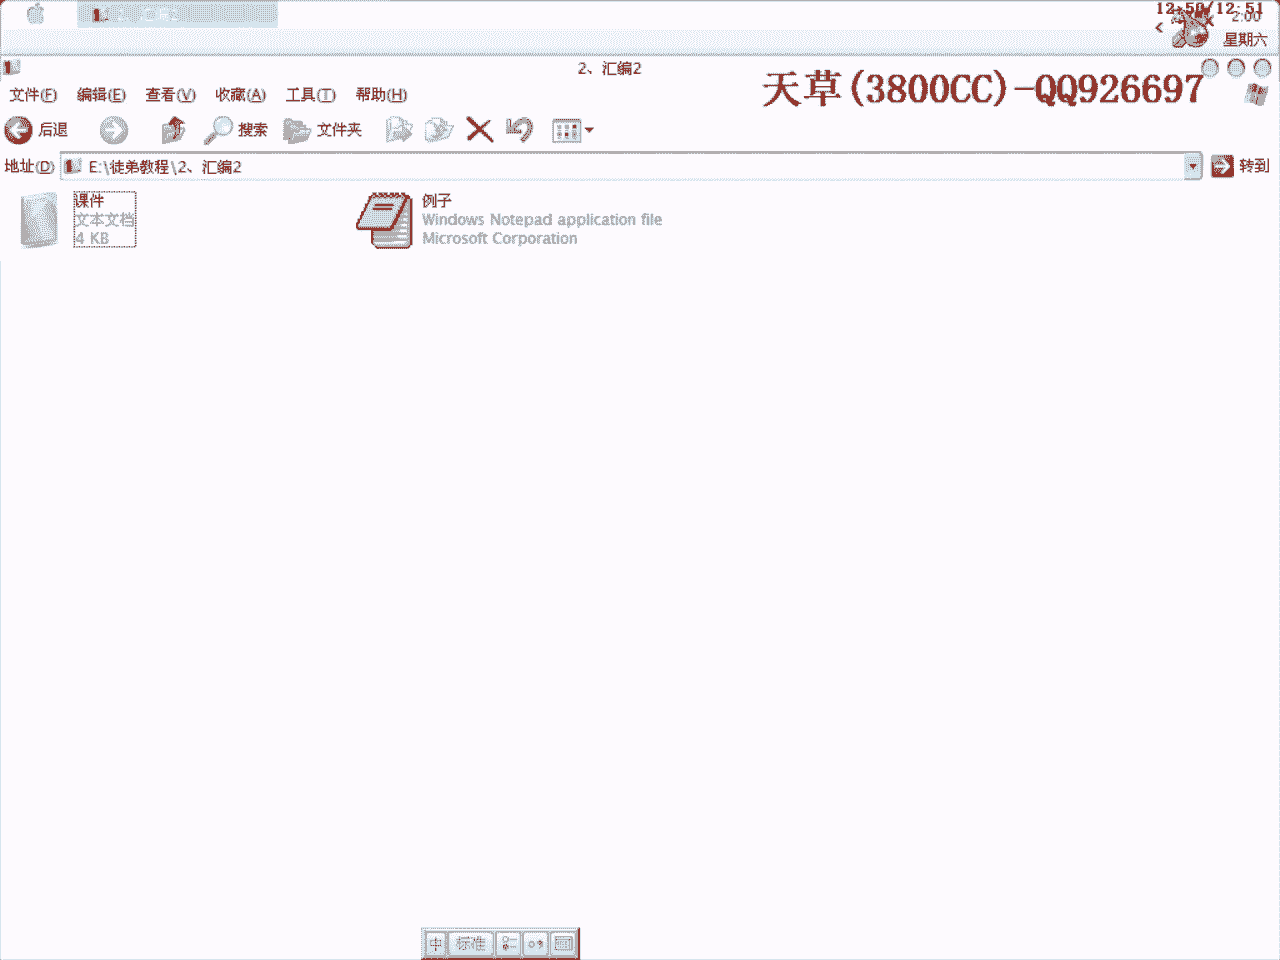 12:50/12:51
2:00
星期六
2、汇编2
天草(3800CC)-QQ926697
文件(F) 编辑(E) 查看(V) 收藏(A) 工具(T) 帮助(H)
后退 搜索 文件夹
地址(D) E:\徒弟教程\2、汇编2 转到
课件
文本文档
4 KB
例子
Windows Notepad application file
Microsoft Corporation
中 标准